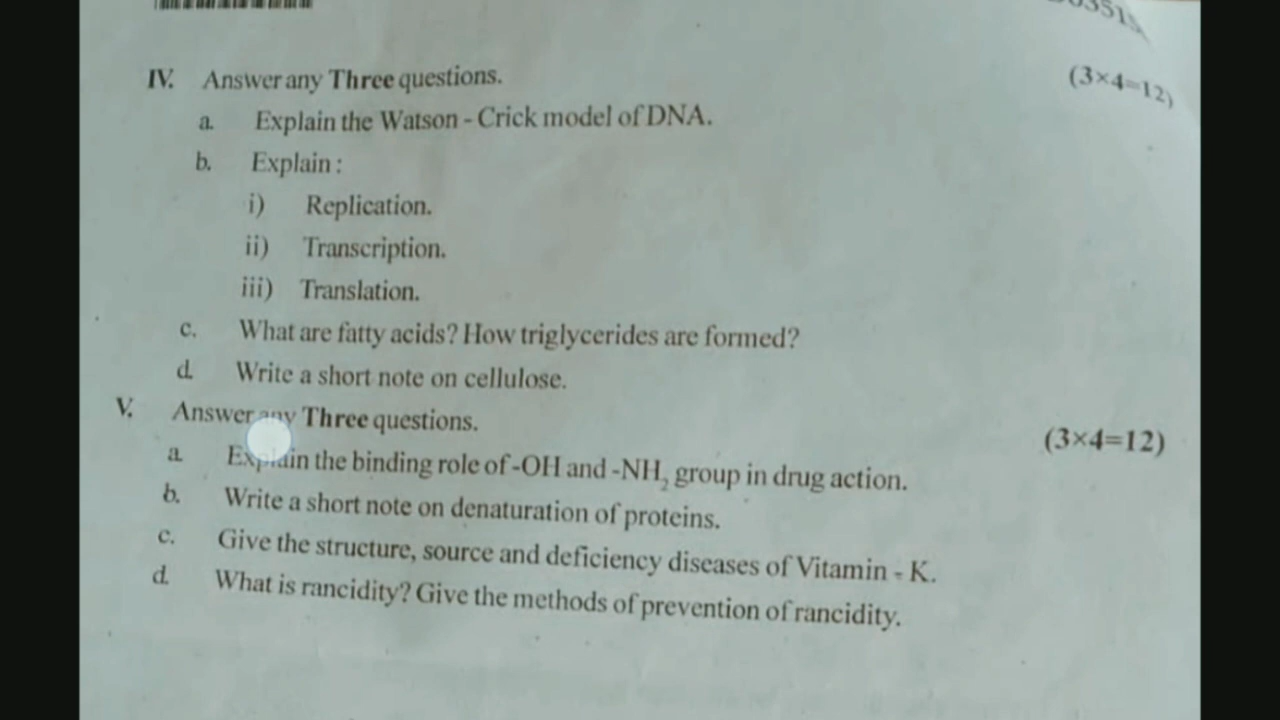 IV. Answer any Three questions. (3×4=12)
a. Explain the Watson - Crick model of DNA.
b. Explain :
i) Replication.
ii) Transcription.
iii) Translation.
c. What are fatty acids? How triglycerides are formed?
d. Write a short note on cellulose.
V. Answer any Three questions. (3×4=12)
a. Explain the binding role of -OH and -NH₂ group in drug action.
b. Write a short note on denaturation of proteins.
c. Give the structure, source and deficiency diseases of Vitamin - K.
d. What is rancidity? Give the methods of prevention of rancidity.